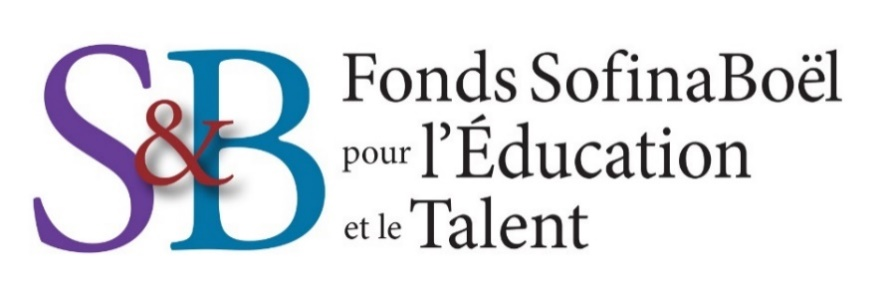 S&B
Fonds SofinaBoël
pour l’Éducation
et le Talent